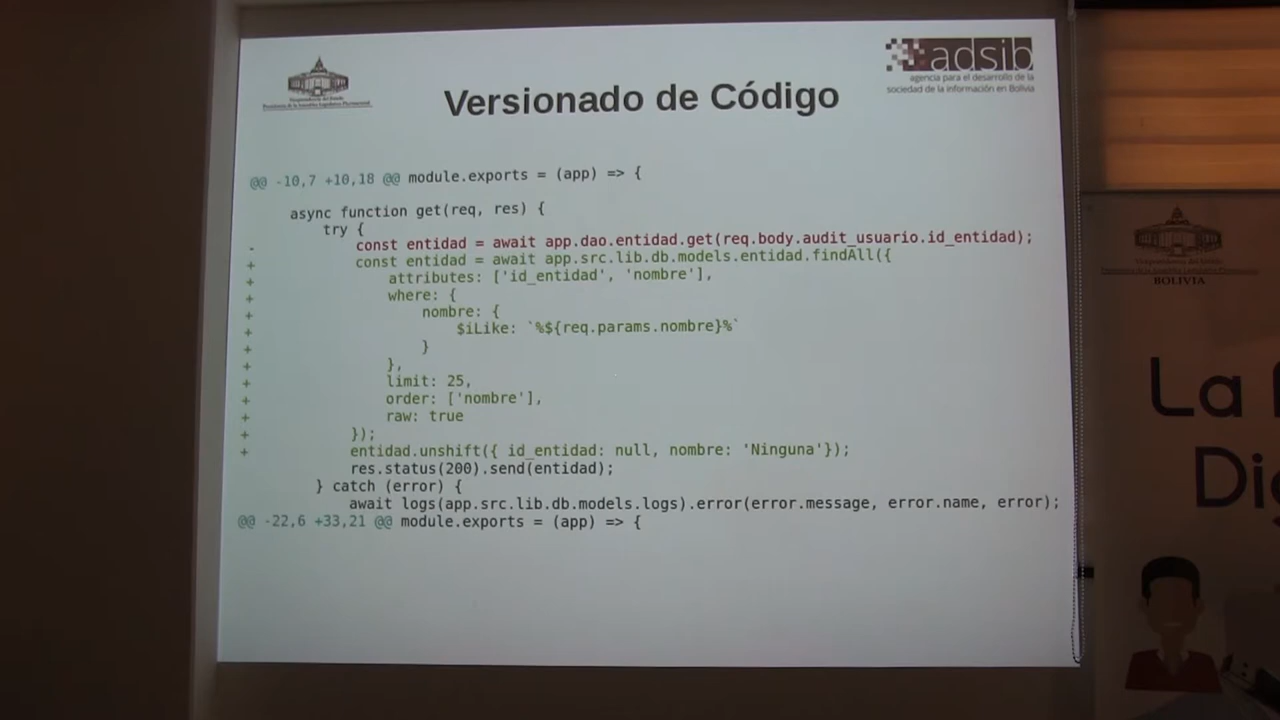 adsib
agencia para el desarrollo de la
sociedad de la información en Bolivia
Versionado de Código
@@ -10,7 +10,18 @@ module.exports = (app) => {
async function get(req, res) {
try {
- const entidad = await app.dao.entidad.get(req.body.audit_usuario.id_entidad);
+ const entidad = await app.src.lib.db.models.entidad.findAll({
+ attributes: ['id_entidad', 'nombre'],
+ where: {
+ nombre: {
+ $iLike: `%${req.params.nombre}%`
+ }
+ },
+ limit: 25,
+ order: ['nombre'],
+ raw: true
+ });
+ entidad.unshift({ id_entidad: null, nombre: 'Ninguna'});
res.status(200).send(entidad);
} catch (error) {
await logs(app.src.lib.db.models.logs).error(error.message, error.name, error);
@@ -22,6 +33,21 @@ module.exports = (app) => {
BOLIVIA
La